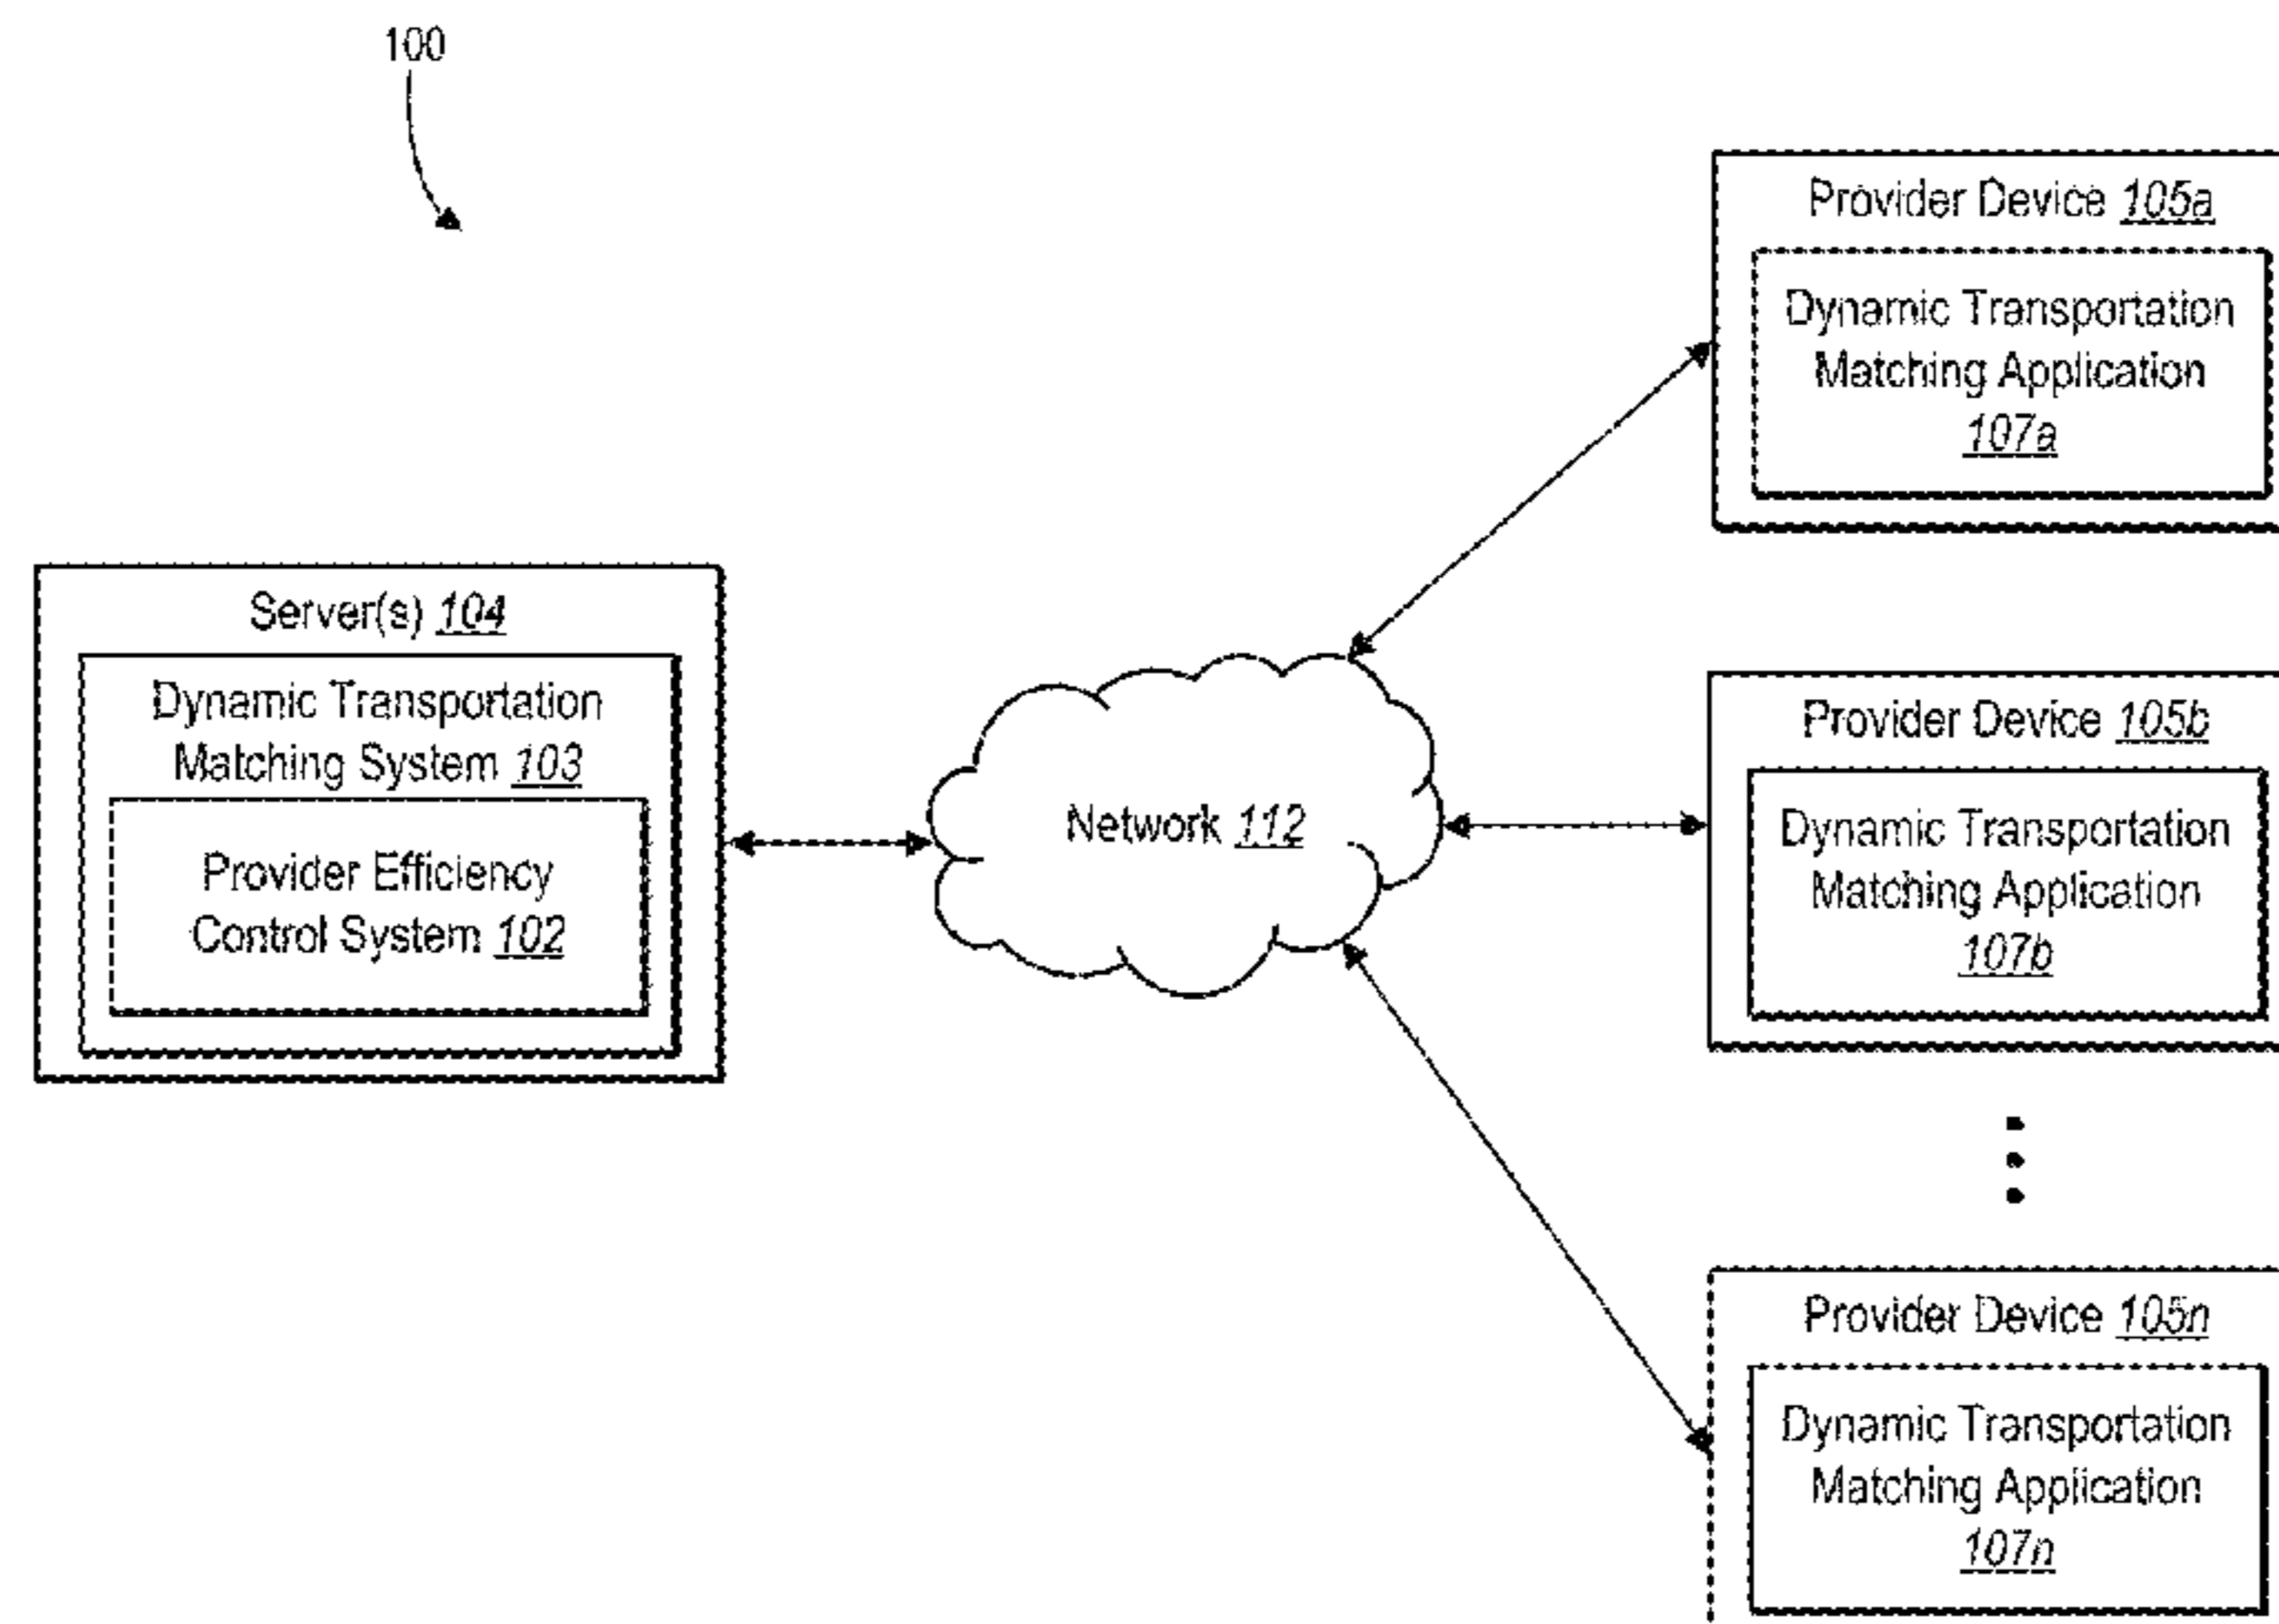 100
Server(s) 104
Dynamic Transportation
Matching System 103
Provider Efficiency
Control System 102
Network 112
Provider Device 105a
Dynamic Transportation
Matching Application
107a
Provider Device 105b
Dynamic Transportation
Matching Application
107b
Provider Device 105n
Dynamic Transportation
Matching Application
107n